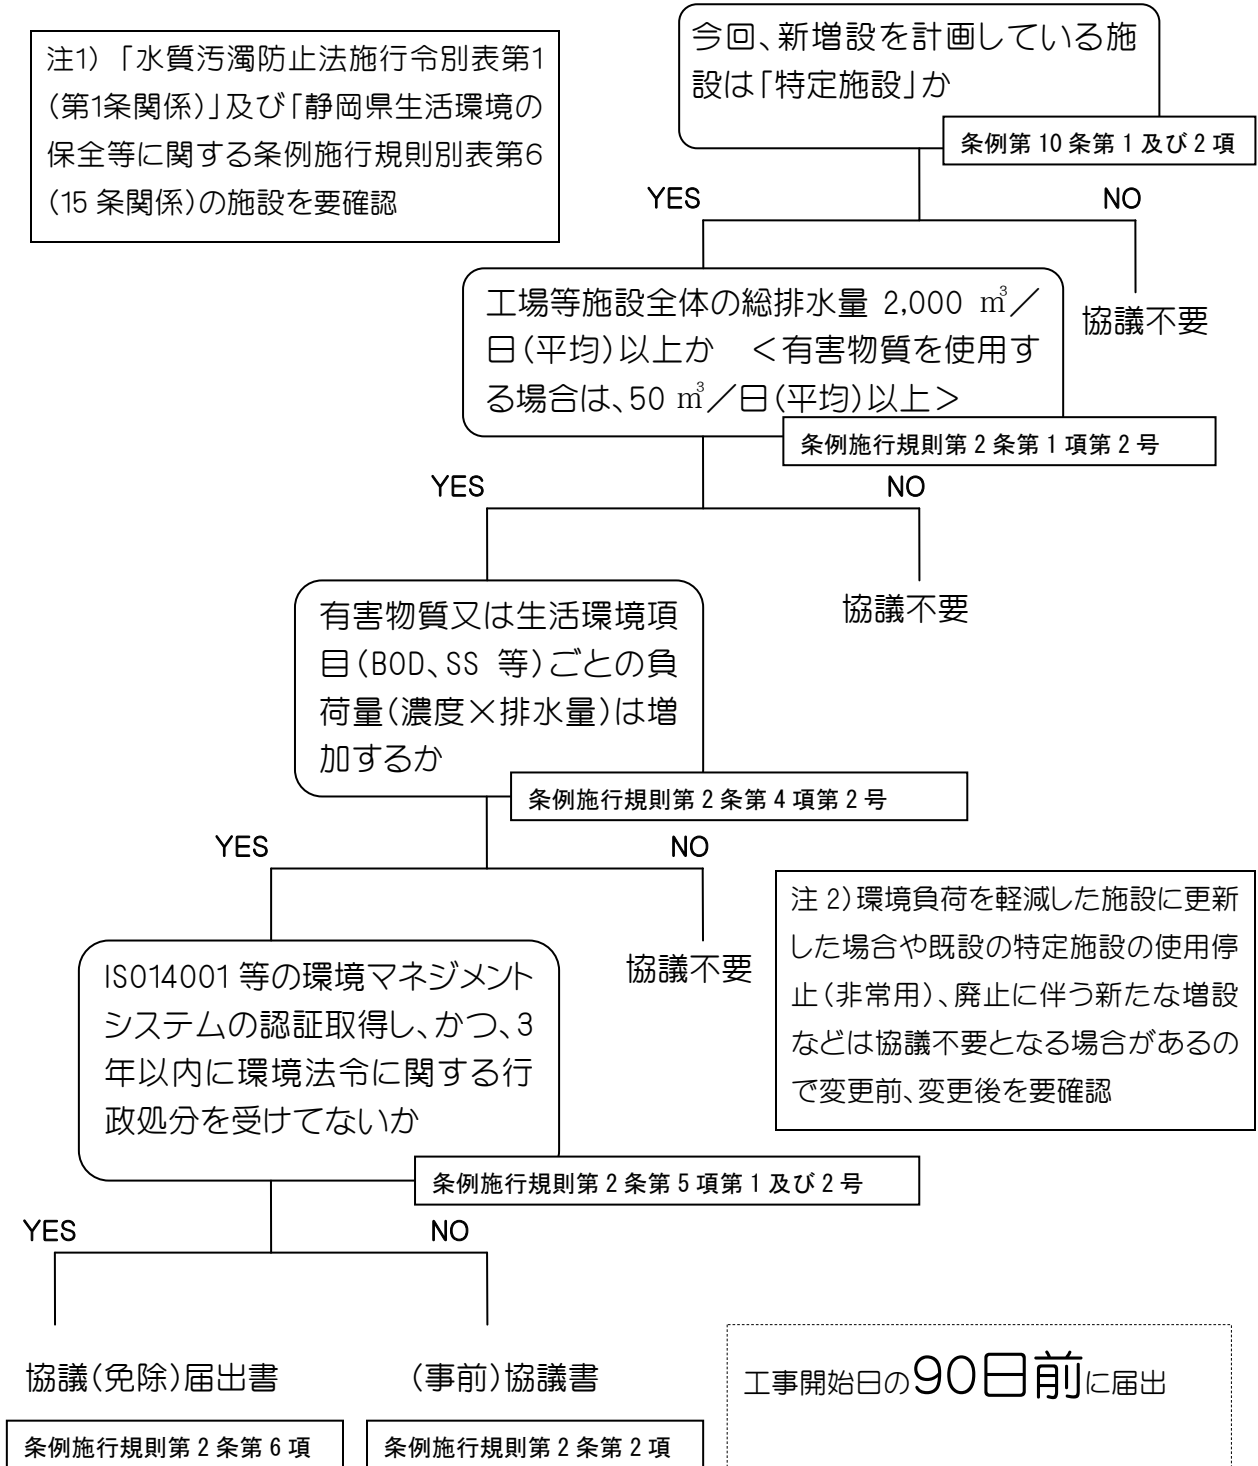 注1)「水質汚濁防止法施行令別表第1
(第1条関係)」及び「静岡県生活環境の
保全等に関する条例施行規則別表第6
(15条関係)の施設を要確認
今回、新増設を計画している施
設は「特定施設」か
条例第10条第1及び2項
YES
NO
協議不要
工場等施設全体の総排水量 2,000 ㎥／
日(平均)以上か　＜有害物質を使用す
る場合は、50 ㎥／日(平均)以上＞
条例施行規則第2条第1項第2号
YES
NO
協議不要
有害物質又は生活環境項
目(BOD、SS 等)ごとの負
荷量(濃度×排水量)は増
加するか
条例施行規則第2条第4項第2号
YES
NO
協議不要
注2)環境負荷を軽減した施設に更新
した場合や既設の特定施設の使用停
止(非常用)、廃止に伴う新たな増設
などは協議不要となる場合があるの
で変更前、変更後を要確認
ISO14001 等の環境マネジメント
システムの認証取得し、かつ、3
年以内に環境法令に関する行
政処分を受けてないか
条例施行規則第2条第5項第1及び2号
YES
NO
協議(免除)届出書
(事前)協議書
工事開始日の90日前に届出
条例施行規則第2条第6項
条例施行規則第2条第2項